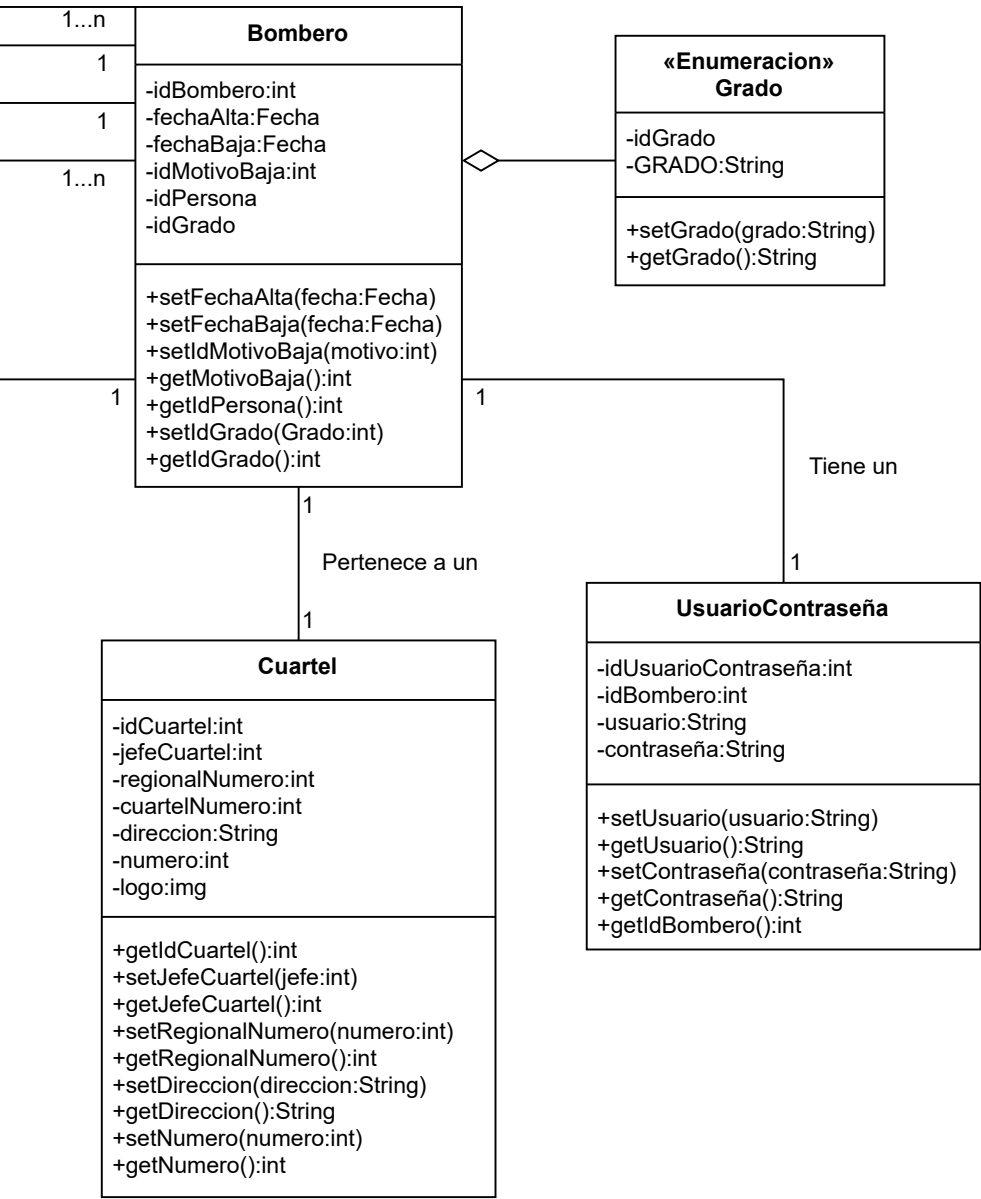 1...n
1
1
1...n
1
Bombero
-idBombero:int
-fechaAlta:Fecha
-fechaBaja:Fecha
-idMotivoBaja:int
-idPersona
-idGrado
+setFechaAlta(fecha:Fecha)
+setFechaBaja(fecha:Fecha)
+setIdMotivoBaja(motivo:int)
+getMotivoBaja():int
+getIdPersona():int
+setIdGrado(Grado:int)
+getIdGrado():int
«Enumeracion»
Grado
-idGrado
-GRADO:String
+setGrado(grado:String)
+getGrado():String
1
Tiene un
1
1
Pertenece a un
1
Cuartel
-idCuartel:int
-jefeCuartel:int
-regionalNumero:int
-cuartelNumero:int
-direccion:String
-numero:int
-logo:img
+getIdCuartel():int
+setJefeCuartel(jefe:int)
+getJefeCuartel():int
+setRegionalNumero(numero:int)
+getRegionalNumero():int
+setDireccion(direccion:String)
+getDireccion():String
+setNumero(numero:int)
+getNumero():int
UsuarioContraseña
-idUsuarioContraseña:int
-idBombero:int
-usuario:String
-contraseña:String
+setUsuario(usuario:String)
+getUsuario():String
+setContraseña(contraseña:String)
+getContraseña():String
+getIdBombero():int